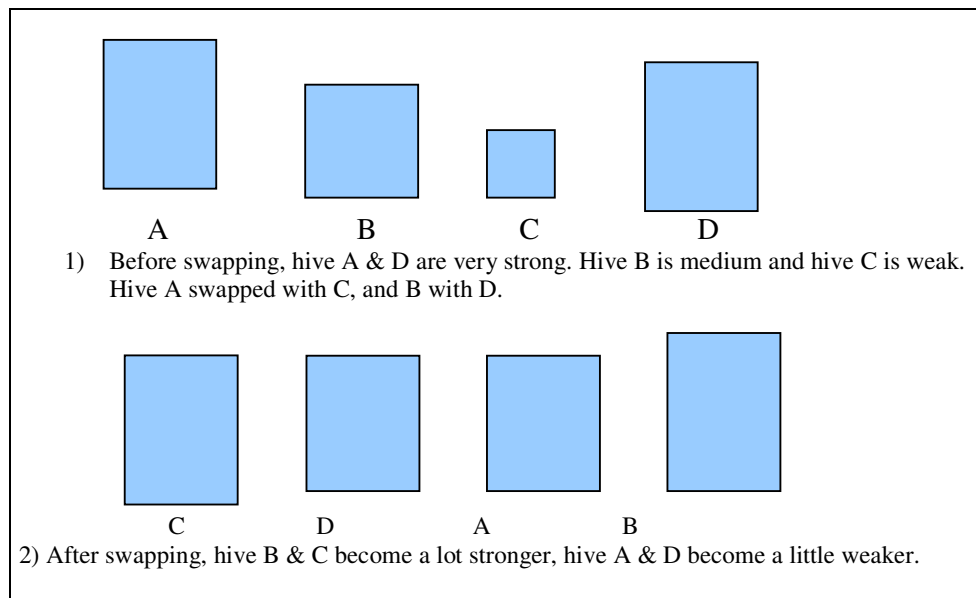 A B C D
1) Before swapping, hive A & D are very strong. Hive B is medium and hive C is weak.
Hive A swapped with C, and B with D.
C D A B
2) After swapping, hive B & C become a lot stronger, hive A & D become a little weaker.